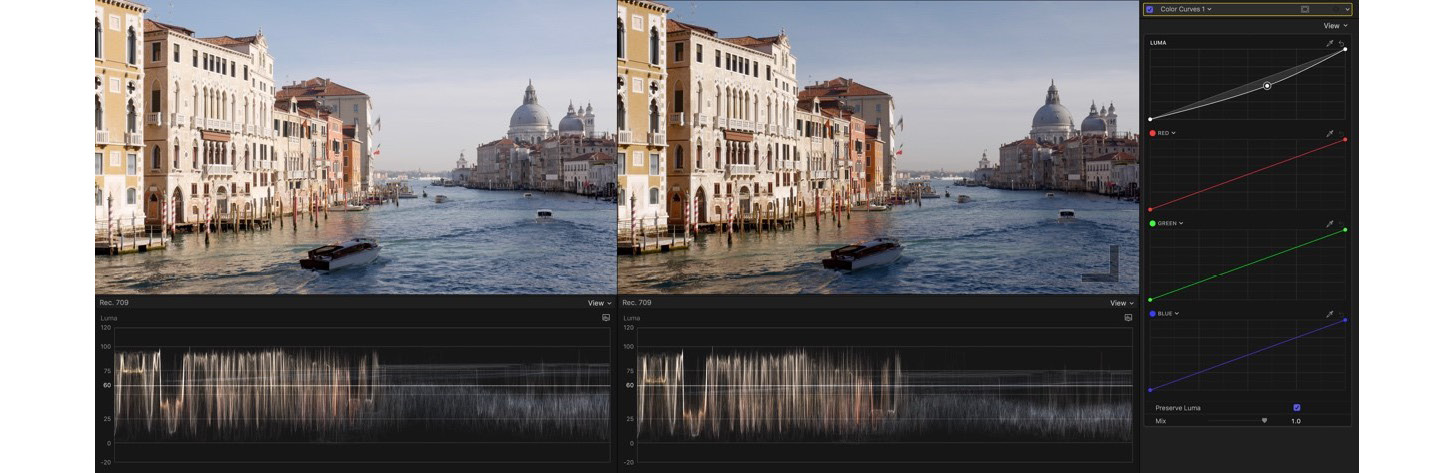 Color Curves 1
View
LUMA
RED
GREEN
BLUE
Preserve Luma
Mix 1.0
Rec. 709 View
Luma
120
100
75
60
25
0
-20
Rec. 709 View
Luma
120
100
75
60
25
0
-20